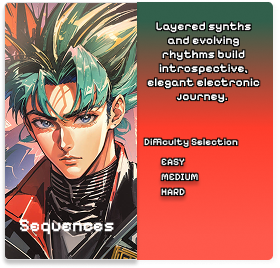 Layered synths
and evolving
rhythms build
introspective,
elegant electronic
journey.
Difficulty Selection
EASY
MEDIUM
HARD
Sequences